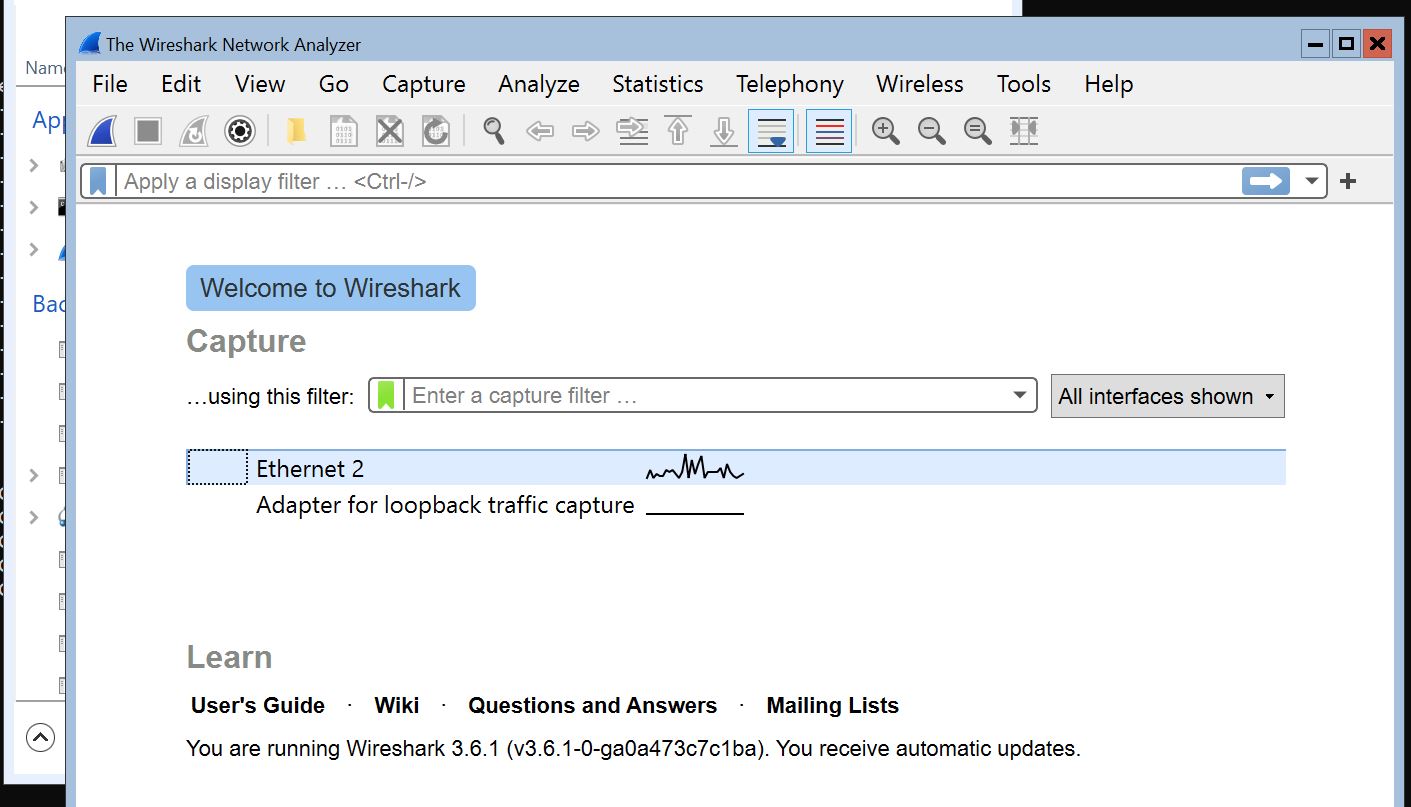 The Wireshark Network Analyzer
Name
File Edit View Go Capture Analyze Statistics Telephony Wireless Tools Help
Apply a display filter … <Ctrl-/>
Welcome to Wireshark
Capture
…using this filter: Enter a capture filter … All interfaces shown
Ethernet 2
Adapter for loopback traffic capture
Learn
User's Guide · Wiki · Questions and Answers · Mailing Lists
You are running Wireshark 3.6.1 (v3.6.1-0-ga0a473c7c1ba). You receive automatic updates.